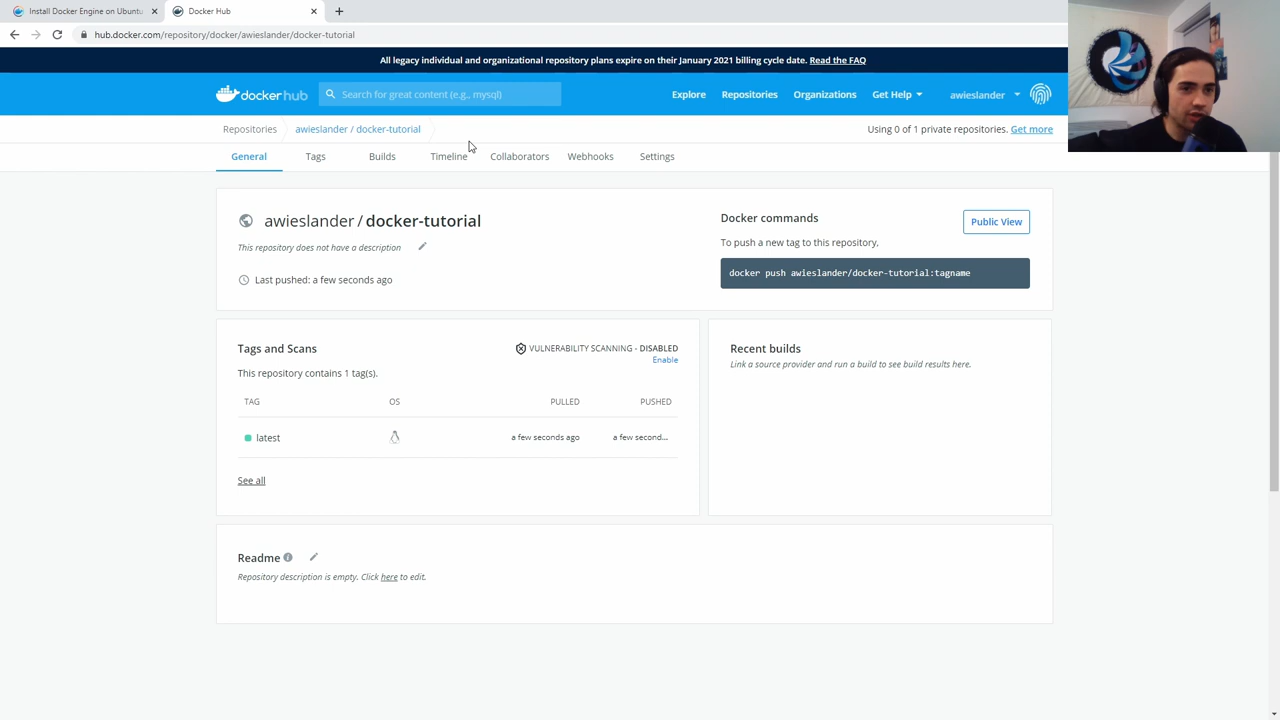 Install Docker Engine on Ubuntu
Docker Hub
hub.docker.com/repository/docker/awieslander/docker-tutorial
All legacy individual and organizational repository plans expire on their January 2021 billing cycle date. Read the FAQ
dockerhub
Search for great content (e.g., mysql)
Explore
Repositories
Organizations
Get Help
awieslander
Repositories
awieslander / docker-tutorial
Using 0 of 1 private repositories. Get more
General
Tags
Builds
Timeline
Collaborators
Webhooks
Settings
awieslander / docker-tutorial
This repository does not have a description
Last pushed: a few seconds ago
Docker commands
Public View
To push a new tag to this repository,
docker push awieslander/docker-tutorial:tagname
Tags and Scans
VULNERABILITY SCANNING - DISABLED
Enable
This repository contains 1 tag(s).
TAG
OS
PULLED
PUSHED
latest
a few seconds ago
a few second...
See all
Recent builds
Link a source provider and run a build to see build results here.
Readme
Repository description is empty. Click here to edit.